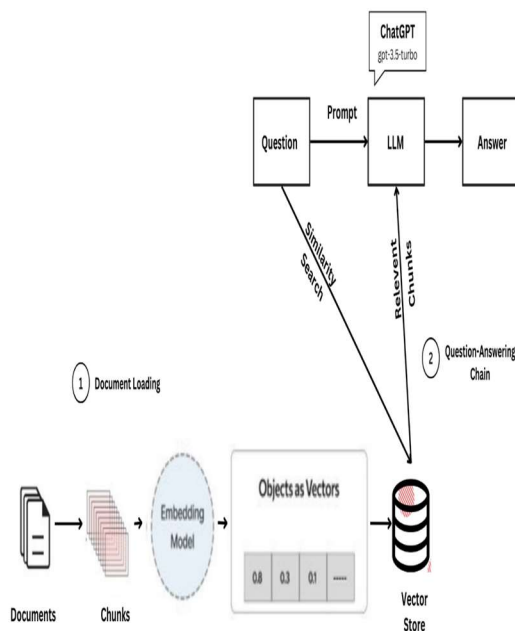 ChatGPT
gpt-3.5-turbo
Question
Prompt
LLM
Answer
Similarity
Search
Relevent
Chunks
2
Question-Answering
Chain
1
Document Loading
Embedding
Model
Objects as Vectors
0.8 0.3 0.1 -----
Documents
Chunks
Vector
Store